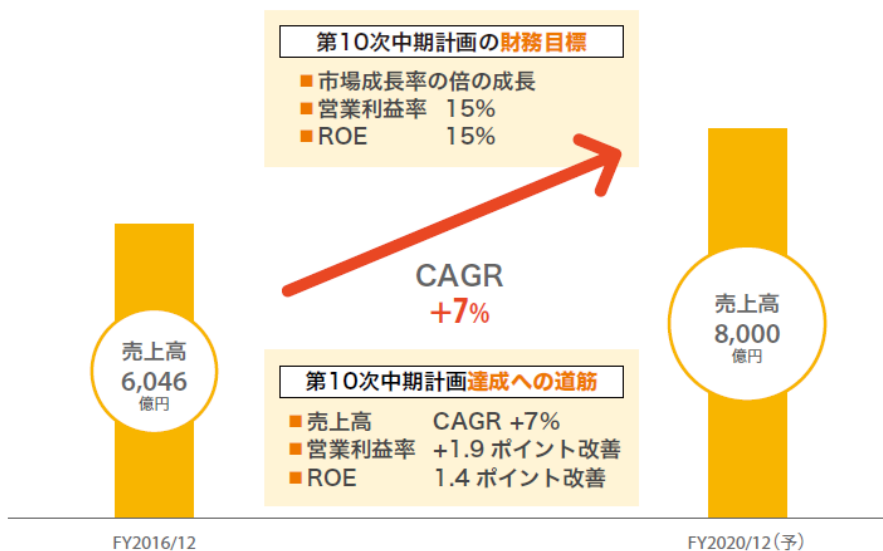 第10次中期計画の財務目標
■ 市場成長率の倍の成長
■ 営業利益率 15%
■ ROE 15%
CAGR
+7%
売上高
6,046
億円
売上高
8,000
億円
第10次中期計画達成への道筋
■ 売上高 CAGR +7%
■ 営業利益率 +1.9 ポイント改善
■ ROE 1.4 ポイント改善
FY2016/12
FY2020/12(予)